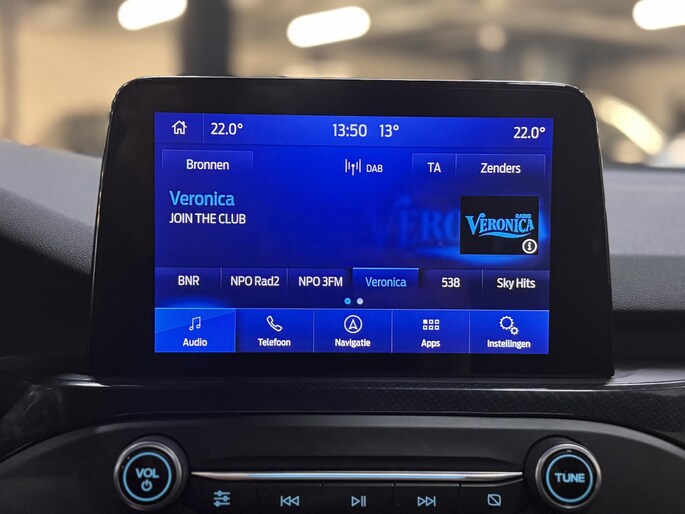 22.0° 13:50 13° 22.0°
Bronnen DAB TA Zenders
Veronica
JOIN THE CLUB
RADIO
VERONICA
BNR NPO Rad2 NPO 3FM Veronica 538 Sky Hits
Audio Telefoon Navigatie Apps Instellingen
VOL TUNE